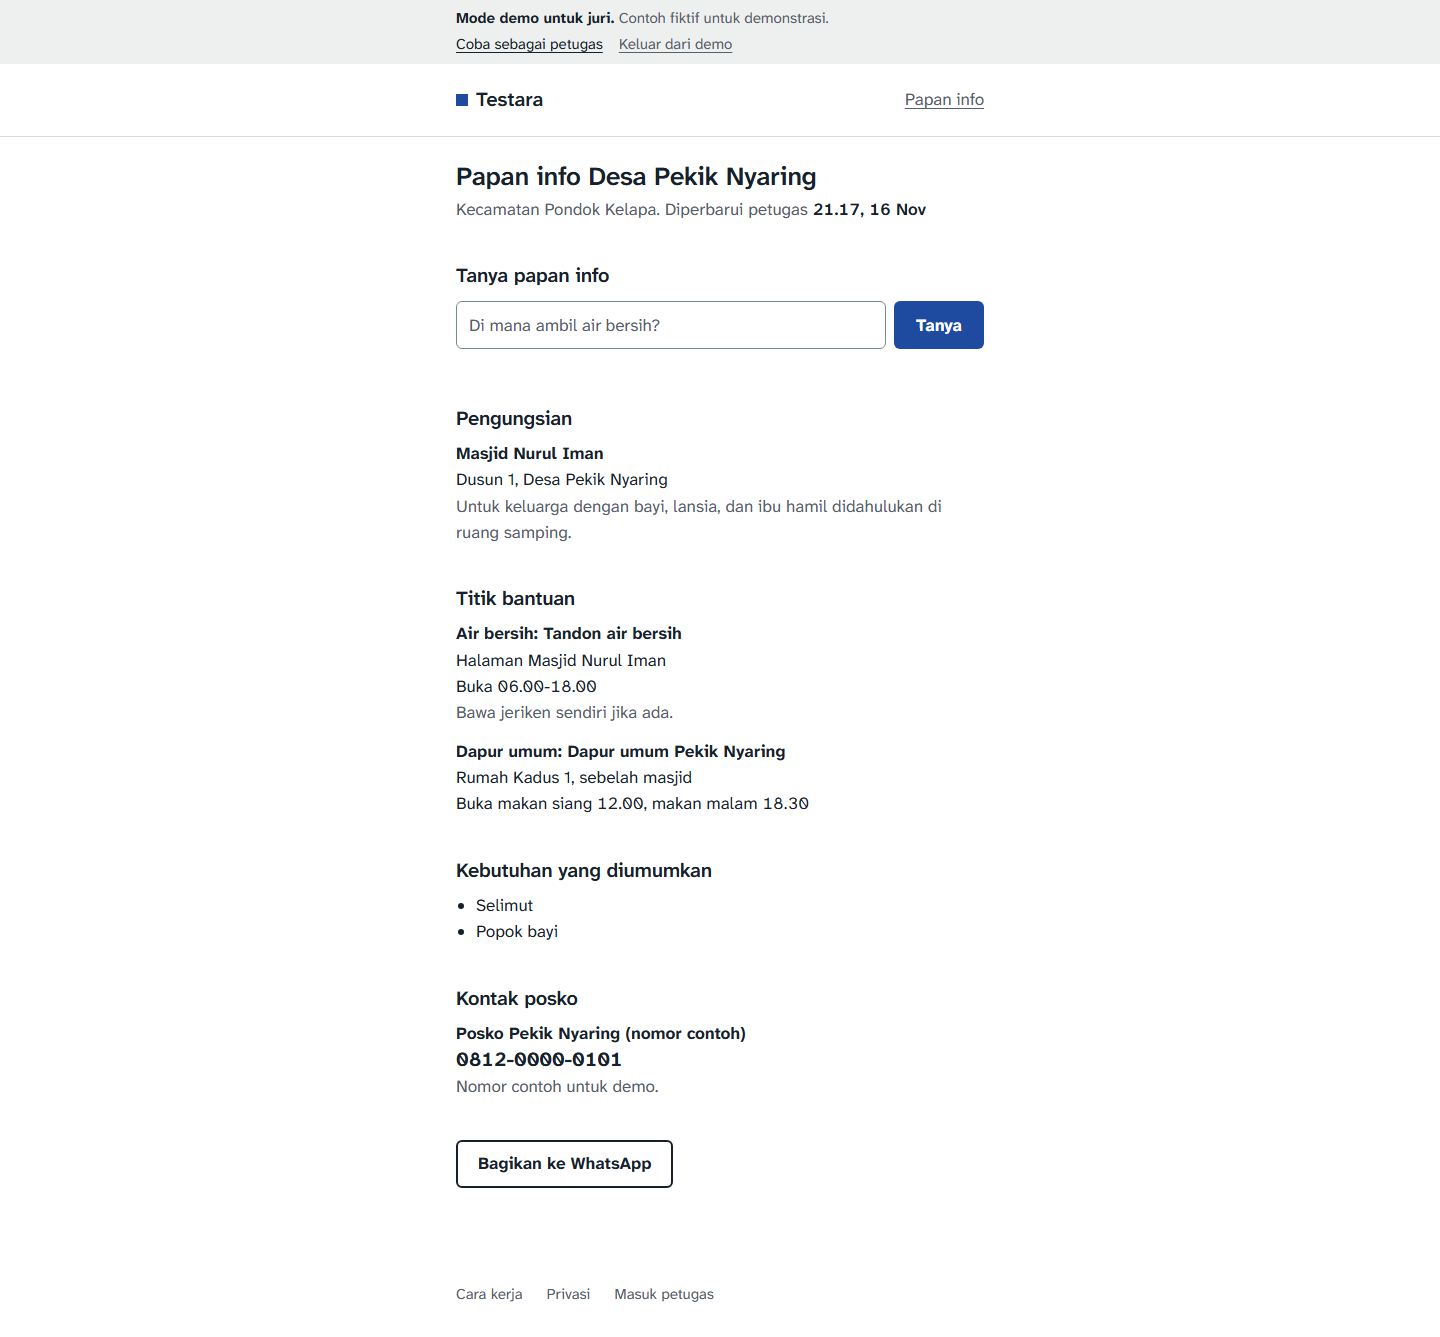 Mode demo untuk juri. Contoh fiktif untuk demonstrasi.
Coba sebagai petugas Keluar dari demo
Testara
Papan info
Papan info Desa Pekik Nyaring
Kecamatan Pondok Kelapa. Diperbarui petugas 21.17, 16 Nov
Tanya papan info
Di mana ambil air bersih?
Tanya
Pengungsian
Masjid Nurul Iman
Dusun 1, Desa Pekik Nyaring
Untuk keluarga dengan bayi, lansia, dan ibu hamil didahulukan di
ruang samping.
Titik bantuan
Air bersih: Tandon air bersih
Halaman Masjid Nurul Iman
Buka 06.00-18.00
Bawa jeriken sendiri jika ada.
Dapur umum: Dapur umum Pekik Nyaring
Rumah Kadus 1, sebelah masjid
Buka makan siang 12.00, makan malam 18.30
Kebutuhan yang diumumkan
• Selimut
• Popok bayi
Kontak posko
Posko Pekik Nyaring (nomor contoh)
0812-0000-0101
Nomor contoh untuk demo.
Bagikan ke WhatsApp
Cara kerja Privasi Masuk petugas